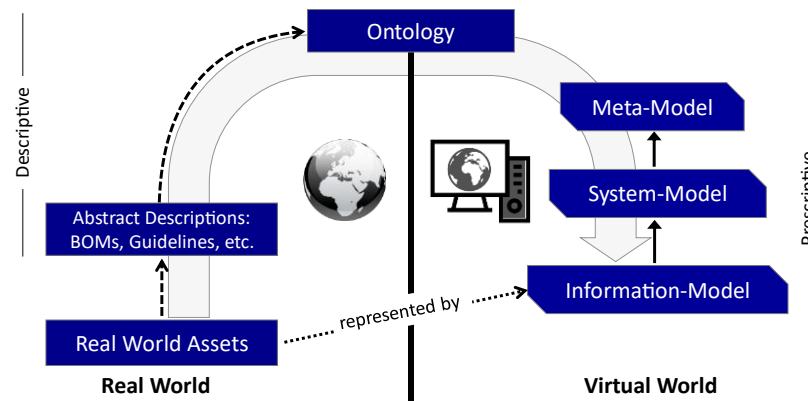 Ontology
Descriptive
Meta-Model
Abstract Descriptions:
BOMs, Guidelines, etc.
System-Model
Prescriptive
Information-Model
represented by
Real World Assets
Real World
Virtual World